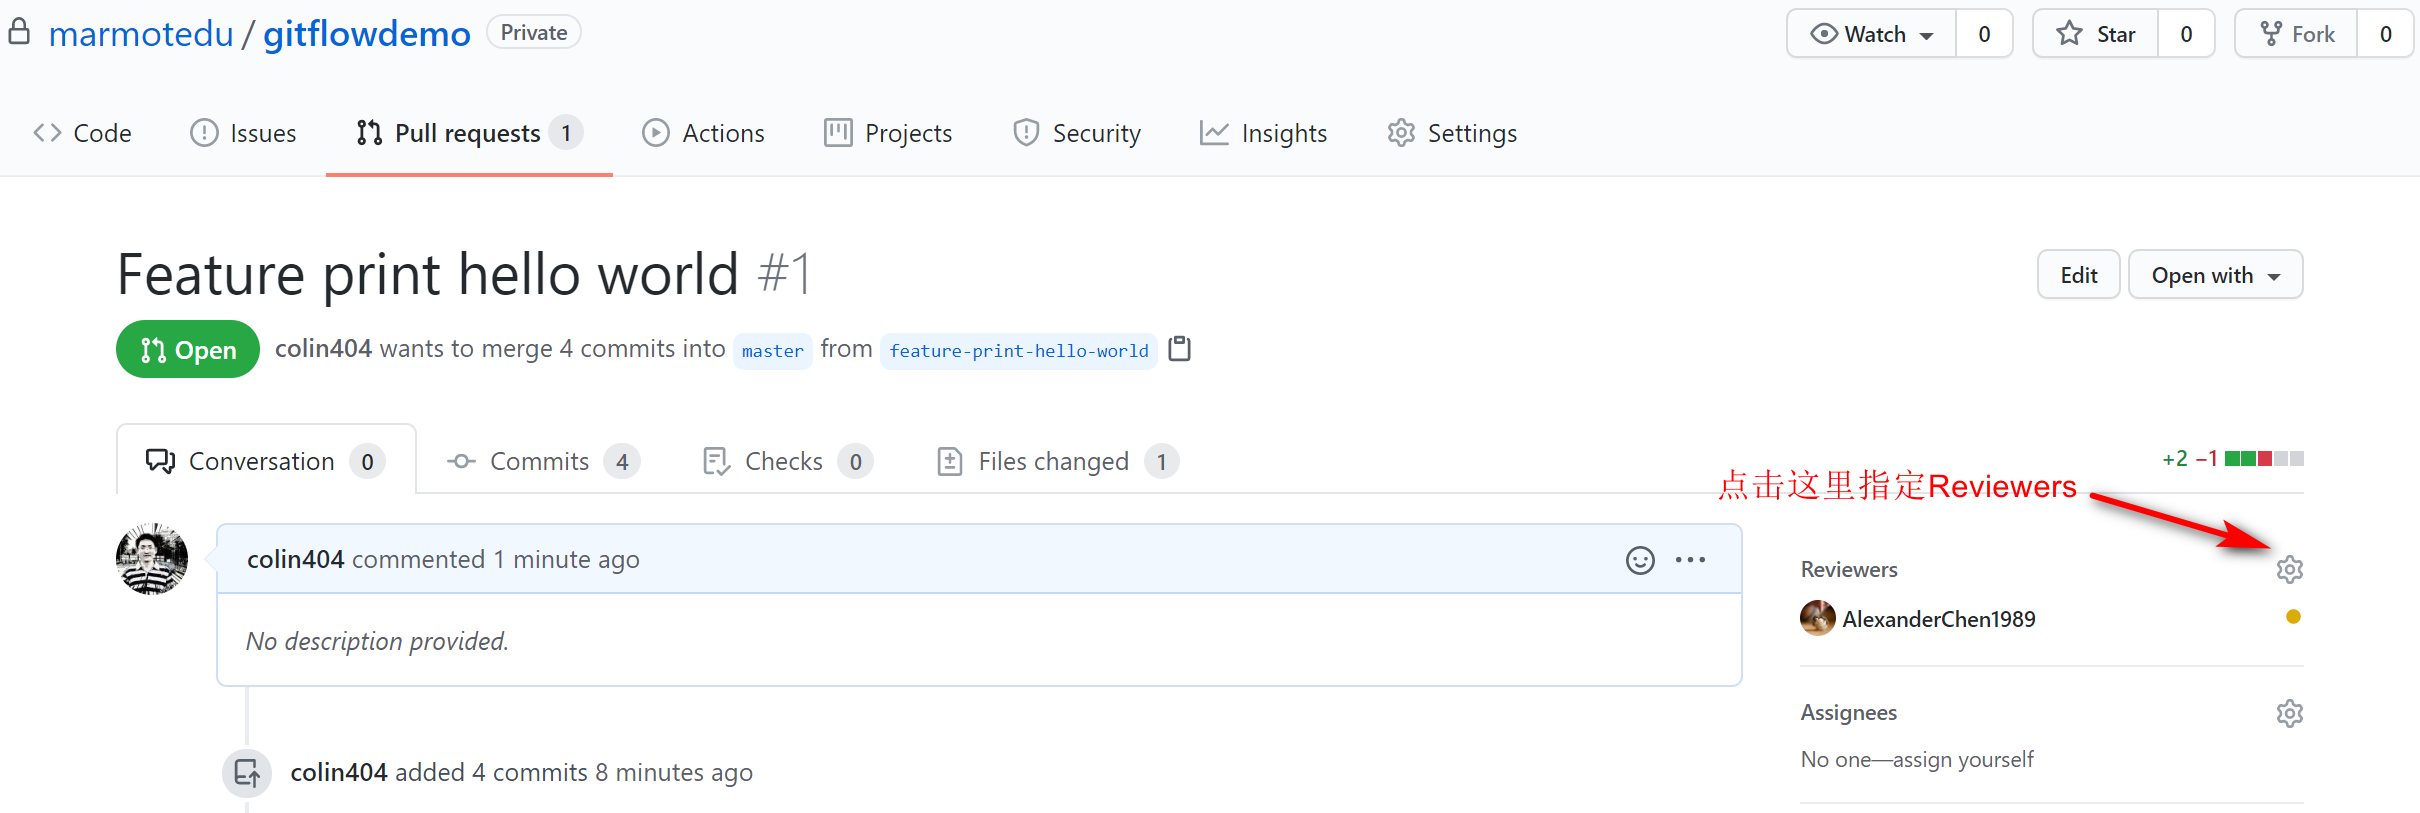 marmotedu / gitflowdemo Private Watch 0 Star 0 Fork 0
Code Issues Pull requests 1 Actions Projects Security Insights Settings
Feature print hello world #1 Edit Open with
Open colin404 wants to merge 4 commits into master from feature-print-hello-world
Conversation 0 Commits 4 Checks 0 Files changed 1 +2 −1
点击这里指定Reviewers
colin404 commented 1 minute ago
No description provided.
colin404 added 4 commits 8 minutes ago
Reviewers
AlexanderChen1989
Assignees
No one—assign yourself